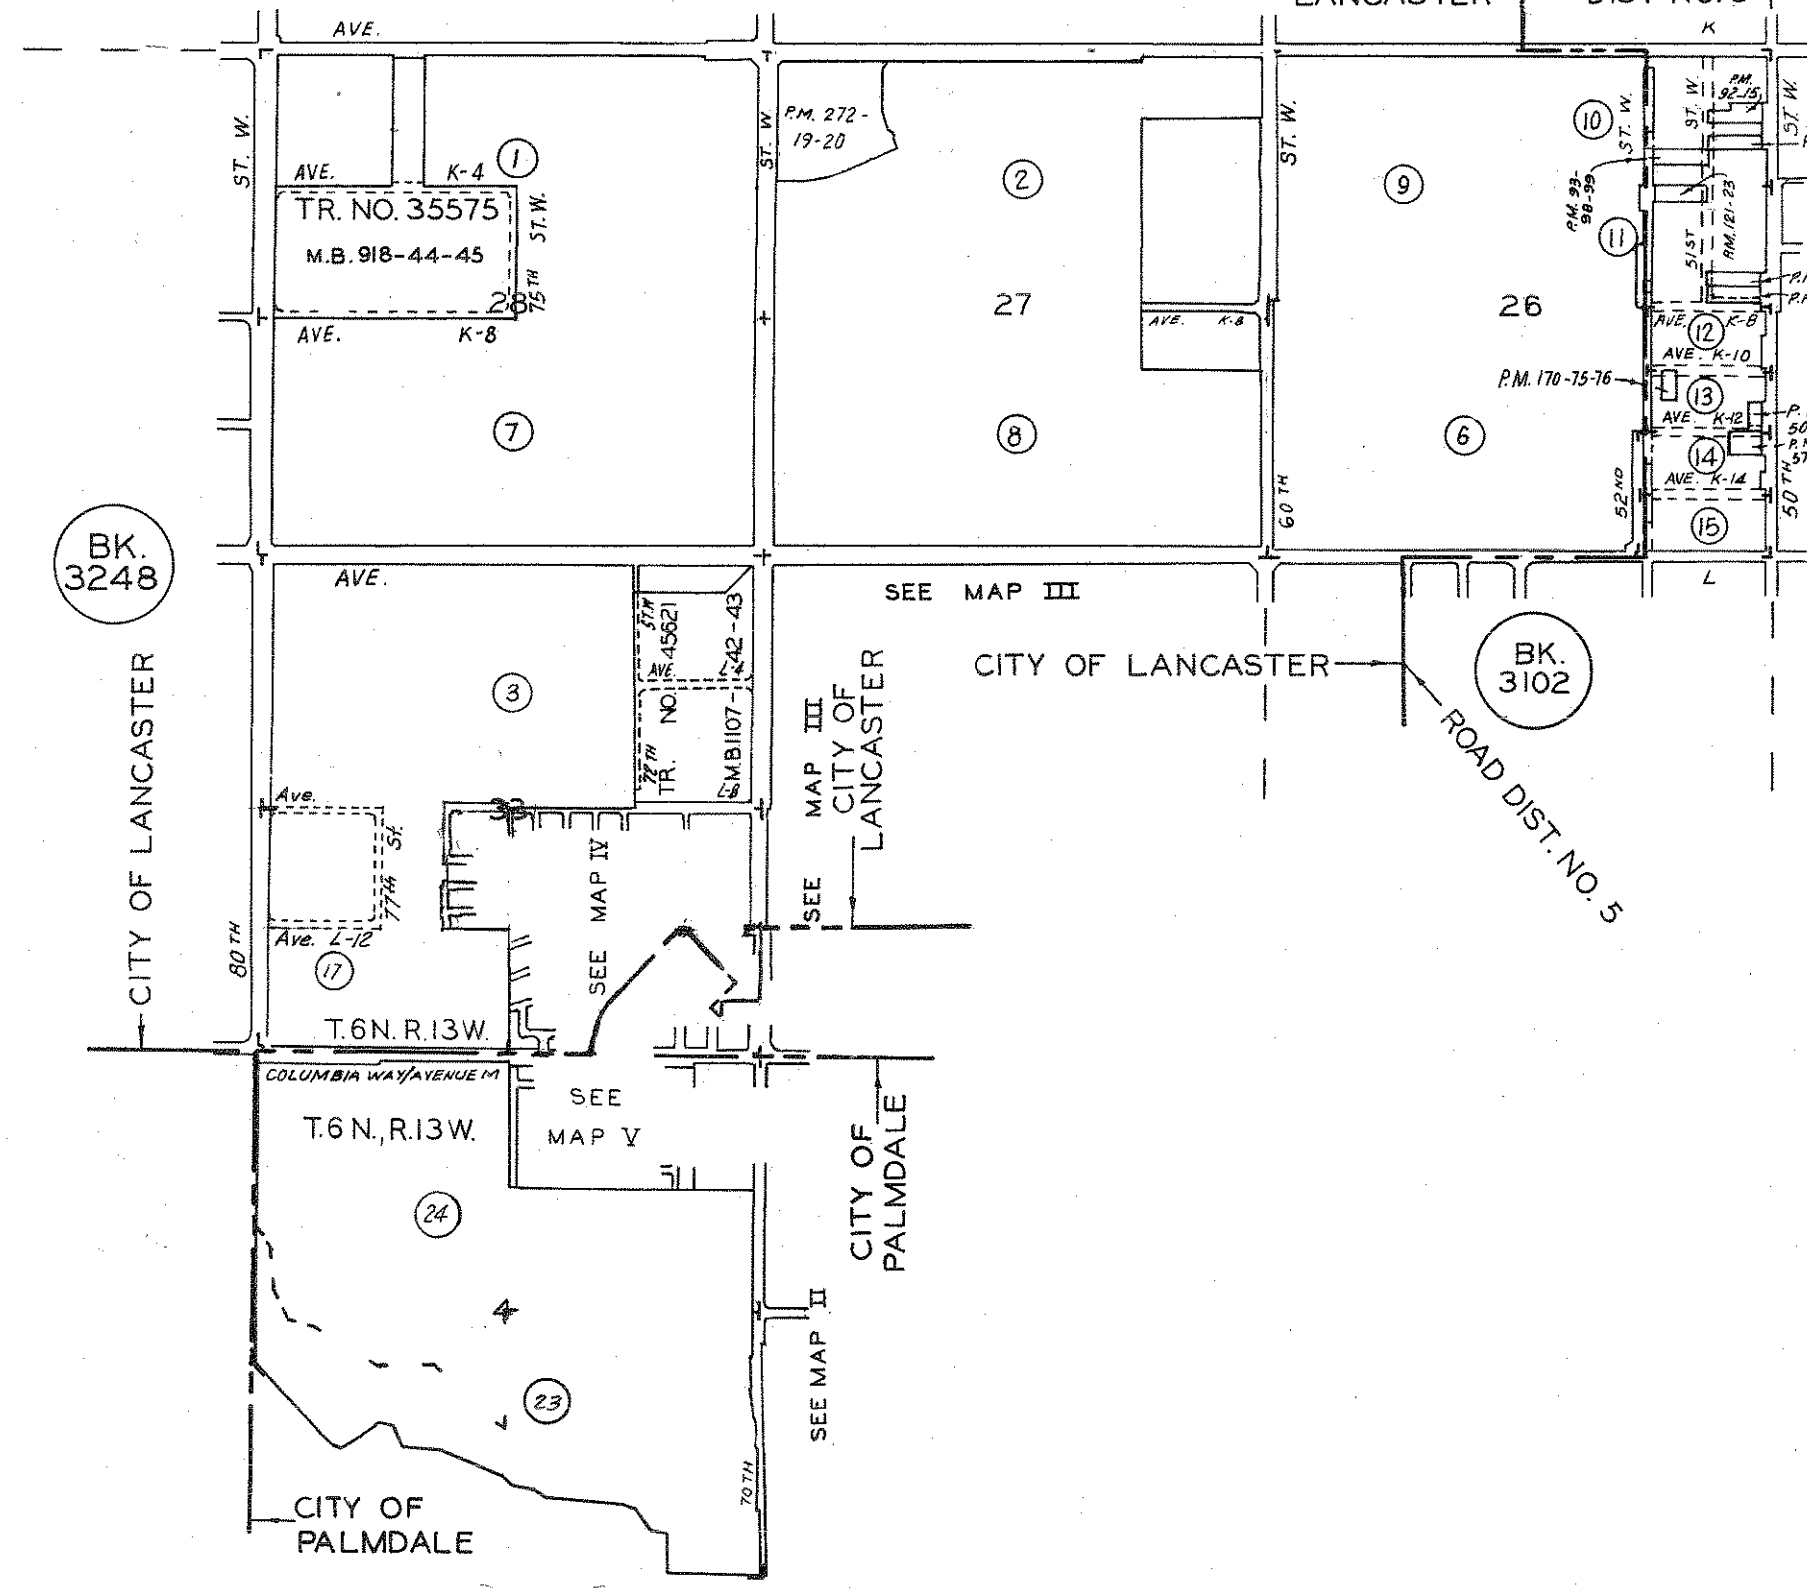 LANCASTER DIST NO. 5
AVE.
K
ST. W.
ST. W.
P.M. 272-
19-20
ST. W.
ST. W.
ST. W.
P.M.
92-15
ST. W.
1
2
9
10
11
AVE. K-4
TR. NO. 35575
M.B. 918-44-45
ST. W.
75TH
28
27
26
P.M. 93-
98-99
51ST
P.M. 121-23
AVE. K-8
AVE. K-8
AVE. K-8
12
AVE. K-10
P.M. 170-75-76
13
AVE. K-12
14
AVE. K-14
15
7
8
6
60TH
52ND
50TH
BK.
3248
AVE.
L
SEE MAP III
ST. W
45621
42-43
AVE. L-4
3
NO.
72TH
TR.
M.B.1107-
L-8
CITY OF LANCASTER
SEE MAP III
CITY OF
LANCASTER
CITY OF LANCASTER
BK.
3102
ROAD DIST. NO. 5
Ave.
33
77th St.
SEE MAP IV
Ave. L-12
17
80TH
T.6N. R.13W.
COLUMBIA WAY/AVENUE M
T.6N., R.13W.
SEE
MAP V
CITY OF
PALMDALE
24
4
SEE MAP II
23
70TH
CITY OF
PALMDALE